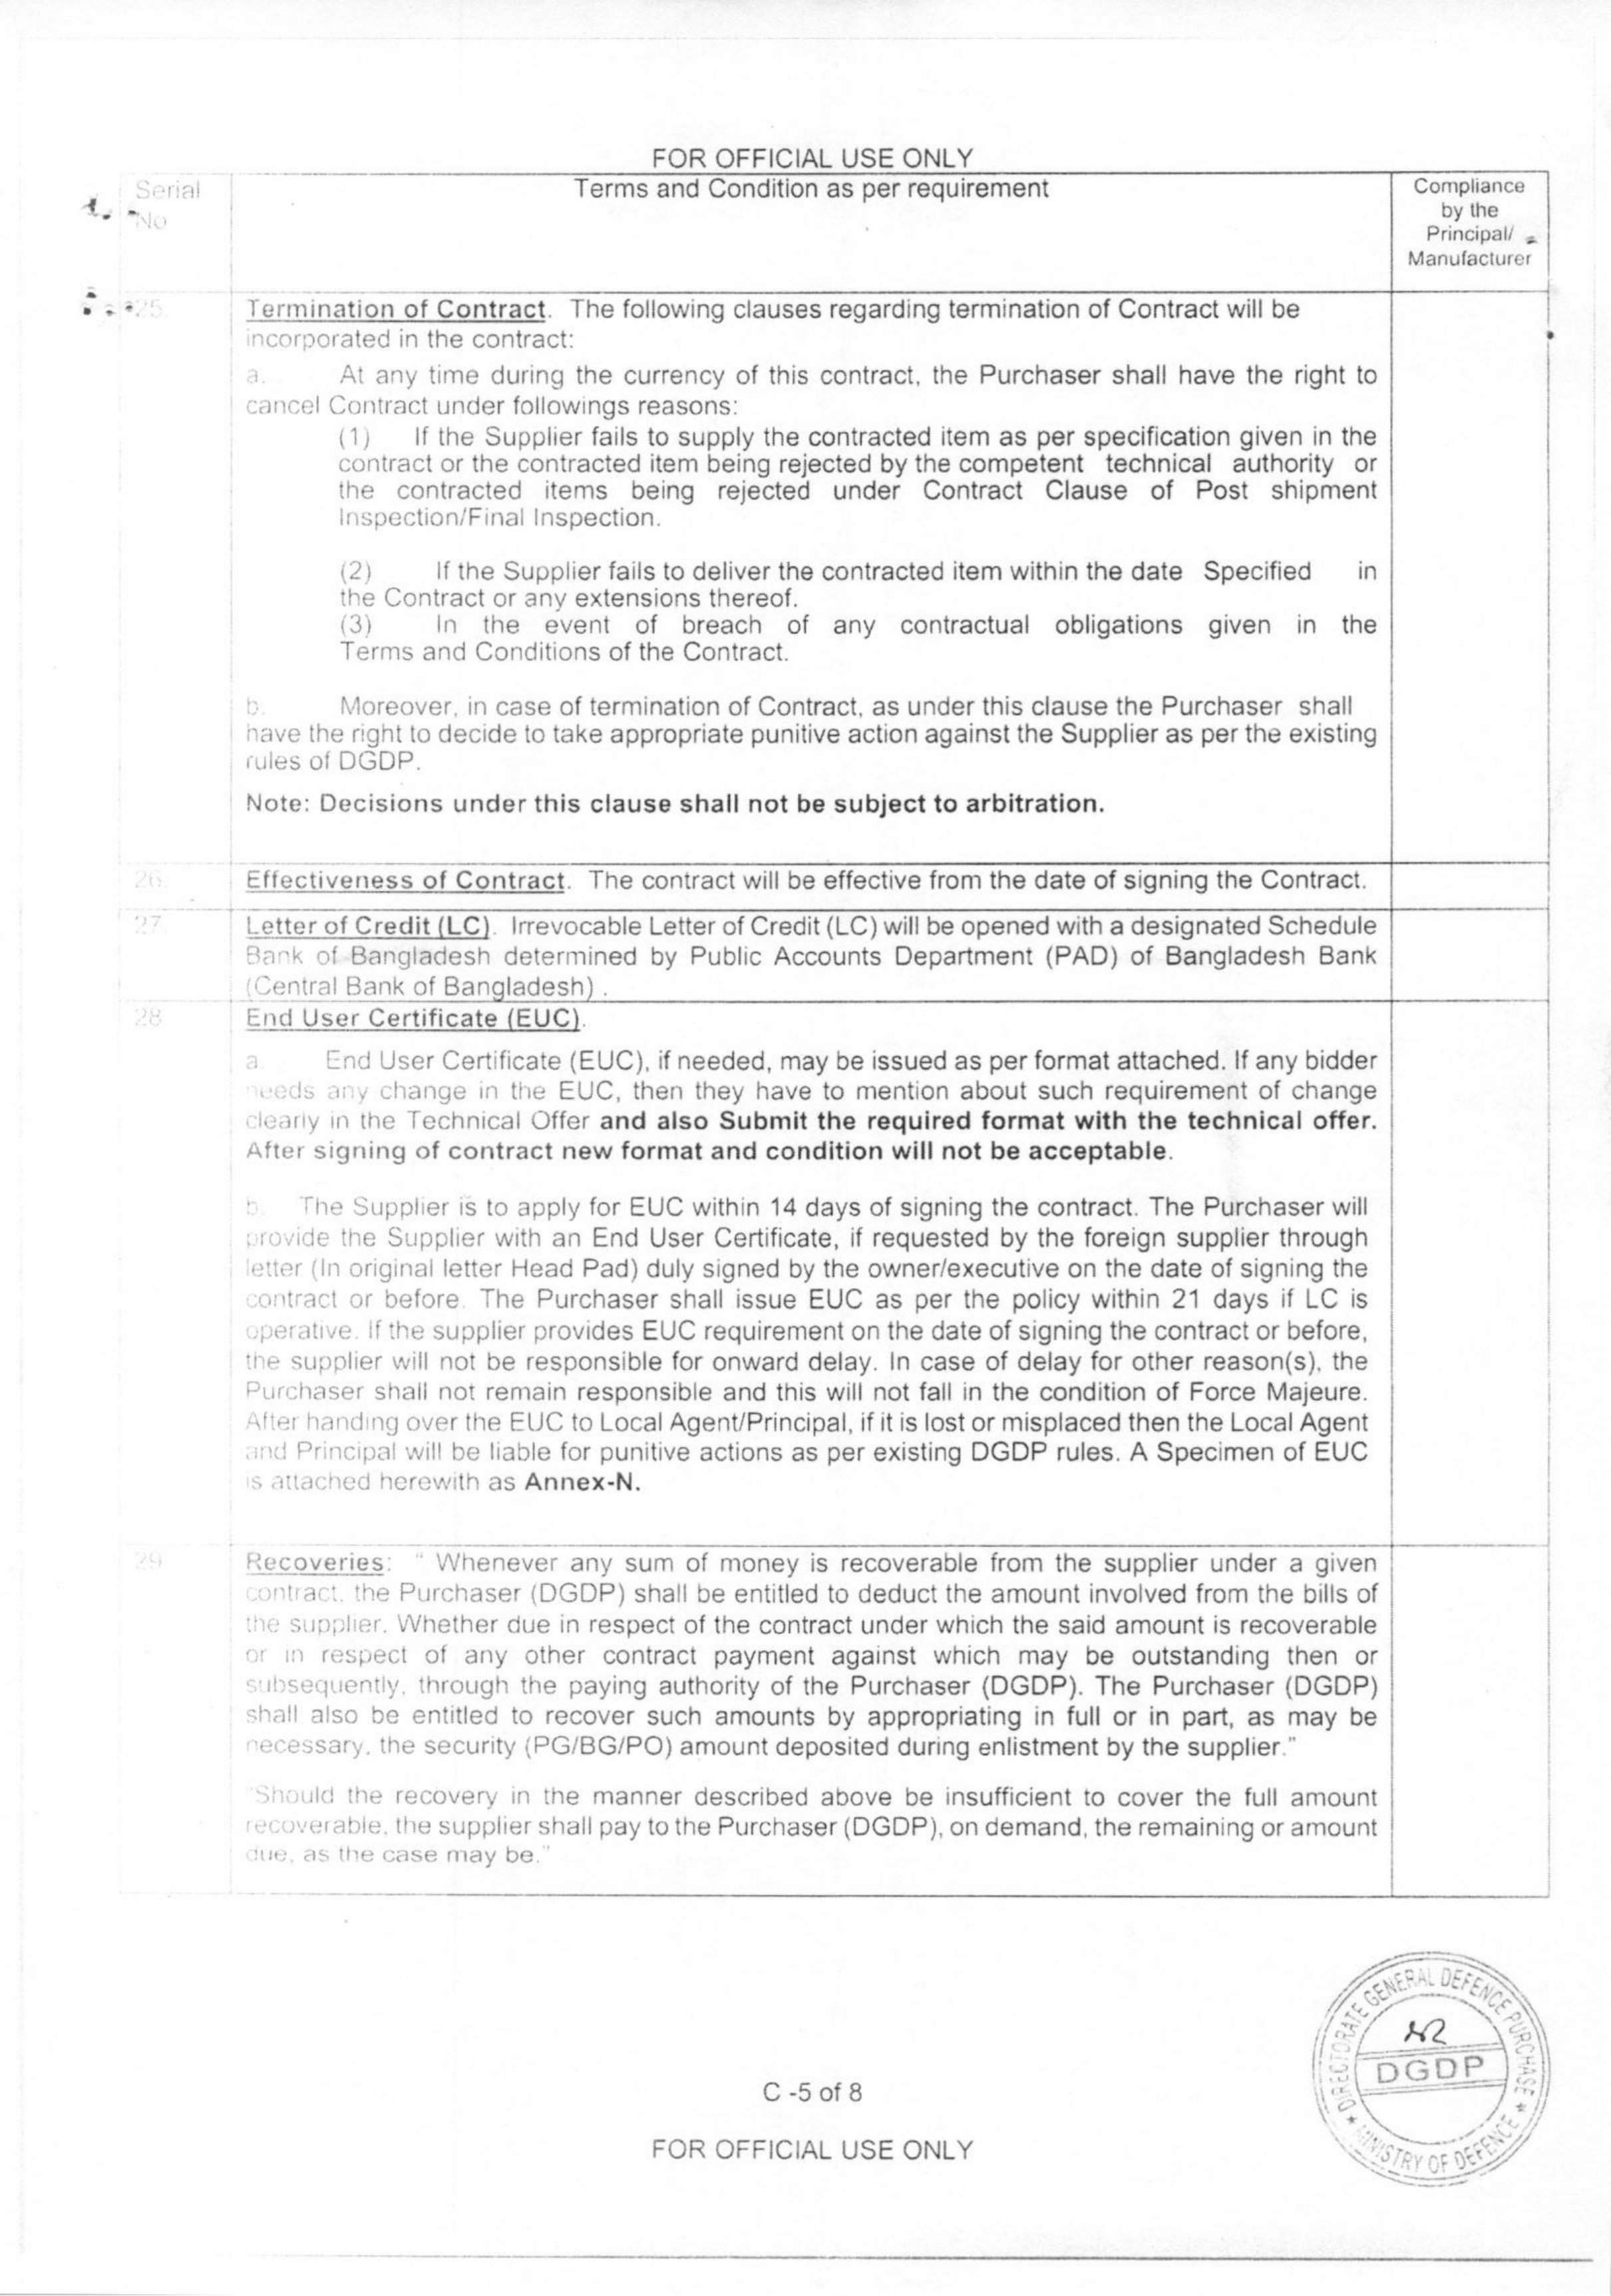 FOR OFFICIAL USE ONLY
Serial
No
Terms and Condition as per requirement
Compliance
by the
Principal/
Manufacturer
25.
Termination of Contract. The following clauses regarding termination of Contract will be
incorporated in the contract:
a. At any time during the currency of this contract, the Purchaser shall have the right to
cancel Contract under followings reasons:
(1) If the Supplier fails to supply the contracted item as per specification given in the
contract or the contracted item being rejected by the competent technical authority or
the contracted items being rejected under Contract Clause of Post shipment
Inspection/Final Inspection.
(2) If the Supplier fails to deliver the contracted item within the date Specified in
the Contract or any extensions thereof.
(3) In the event of breach of any contractual obligations given in the
Terms and Conditions of the Contract.
b. Moreover, in case of termination of Contract, as under this clause the Purchaser shall
have the right to decide to take appropriate punitive action against the Supplier as per the existing
rules of DGDP.
Note: Decisions under this clause shall not be subject to arbitration.
26.
Effectiveness of Contract. The contract will be effective from the date of signing the Contract.
27
Letter of Credit (LC). Irrevocable Letter of Credit (LC) will be opened with a designated Schedule
Bank of Bangladesh determined by Public Accounts Department (PAD) of Bangladesh Bank
(Central Bank of Bangladesh) .
28
End User Certificate (EUC).
a. End User Certificate (EUC), if needed, may be issued as per format attached. If any bidder
needs any change in the EUC, then they have to mention about such requirement of change
clearly in the Technical Offer and also Submit the required format with the technical offer.
After signing of contract new format and condition will not be acceptable.
b. The Supplier is to apply for EUC within 14 days of signing the contract. The Purchaser will
provide the Supplier with an End User Certificate, if requested by the foreign supplier through
letter (In original letter Head Pad) duly signed by the owner/executive on the date of signing the
contract or before. The Purchaser shall issue EUC as per the policy within 21 days if LC is
operative. If the supplier provides EUC requirement on the date of signing the contract or before,
the supplier will not be responsible for onward delay. In case of delay for other reason(s), the
Purchaser shall not remain responsible and this will not fall in the condition of Force Majeure.
After handing over the EUC to Local Agent/Principal, if it is lost or misplaced then the Local Agent
and Principal will be liable for punitive actions as per existing DGDP rules. A Specimen of EUC
is attached herewith as Annex-N.
29
Recoveries: " Whenever any sum of money is recoverable from the supplier under a given
contract, the Purchaser (DGDP) shall be entitled to deduct the amount involved from the bills of
the supplier. Whether due in respect of the contract under which the said amount is recoverable
or in respect of any other contract payment against which may be outstanding then or
subsequently, through the paying authority of the Purchaser (DGDP). The Purchaser (DGDP)
shall also be entitled to recover such amounts by appropriating in full or in part, as may be
necessary, the security (PG/BG/PO) amount deposited during enlistment by the supplier."
"Should the recovery in the manner described above be insufficient to cover the full amount
recoverable, the supplier shall pay to the Purchaser (DGDP), on demand, the remaining or amount
due, as the case may be."
DIRECTORATE GENERAL DEFENCE PURCHASE
DGDP
★ MINISTRY OF DEFENCE ★
C -5 of 8
FOR OFFICIAL USE ONLY